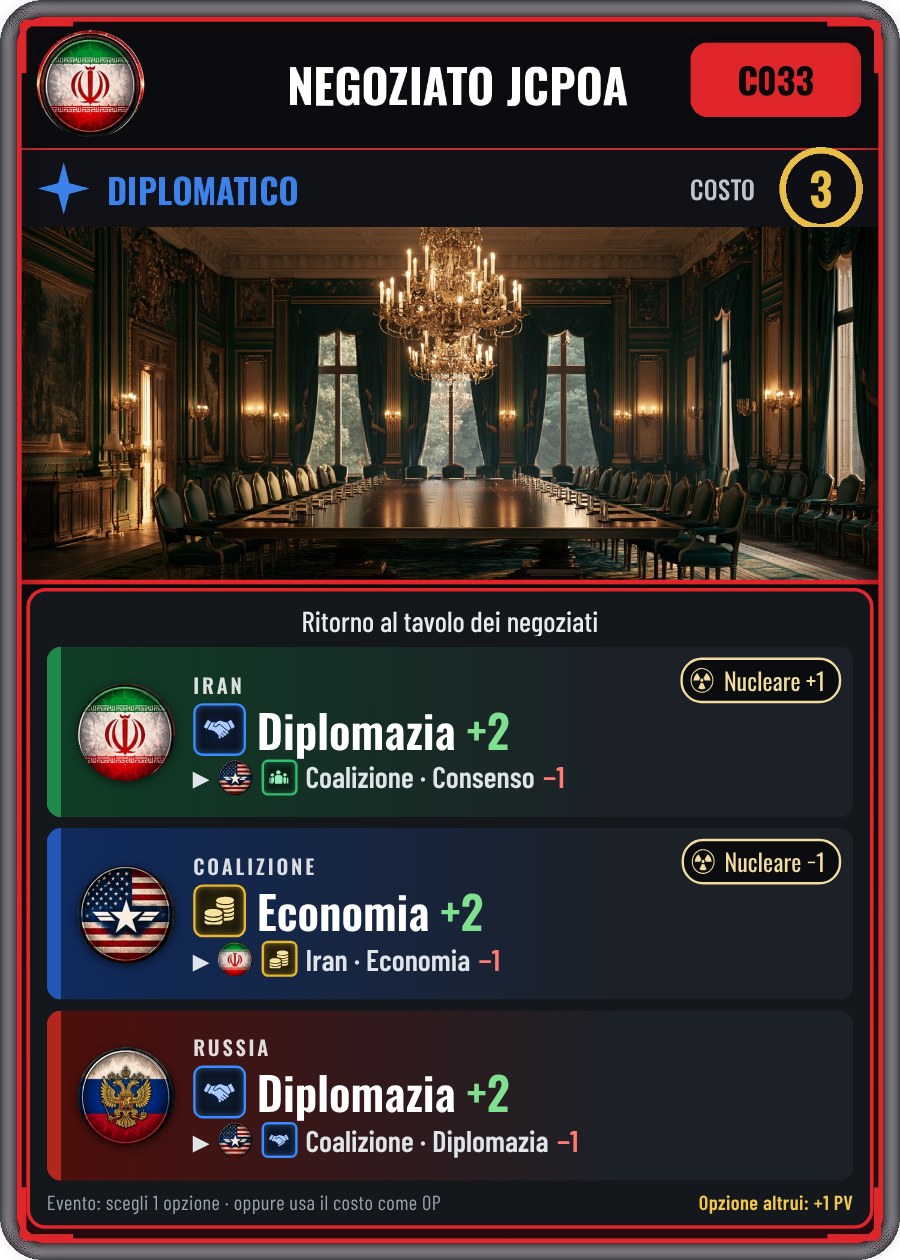 NEGOZIATO JCPOA
C033
DIPLOMATICO
COSTO
3
Ritorno al tavolo dei negoziati
IRAN
Nucleare +1
Diplomazia +2
▶ Coalizione · Consenso −1
COALIZIONE
Nucleare −1
Economia +2
▶ Iran · Economia −1
RUSSIA
Diplomazia +2
▶ Coalizione · Diplomazia −1
Evento: scegli 1 opzione · oppure usa il costo come OP
Opzione altrui: +1 PV